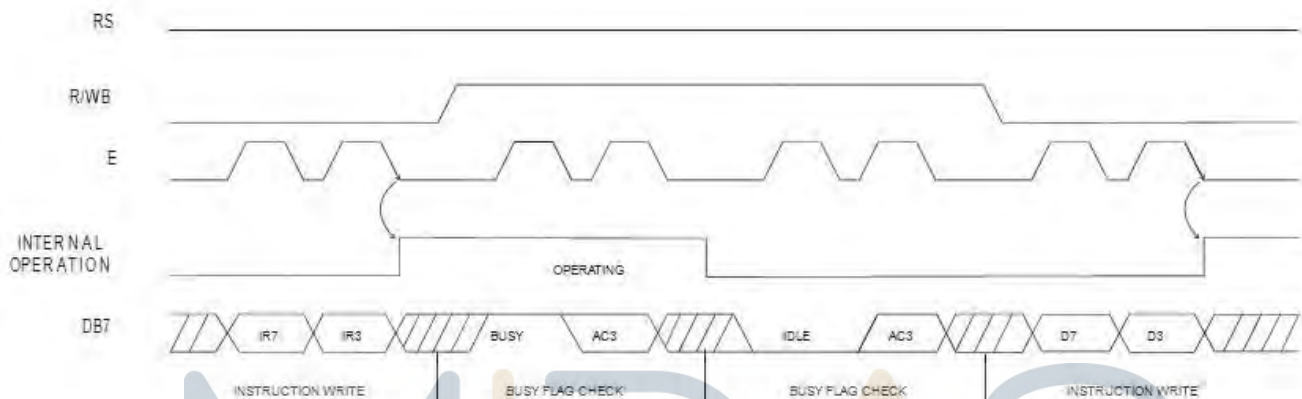 RS
R/WB
E
INTERNAL
OPERATION
OPERATING
DB7
IR7
IR3
BUSY
AC3
IDLE
AC3
D7
D3
INSTRUCTION WRITE
BUSY FLAG CHECK
BUSY FLAG CHECK
INSTRUCTION WRITE